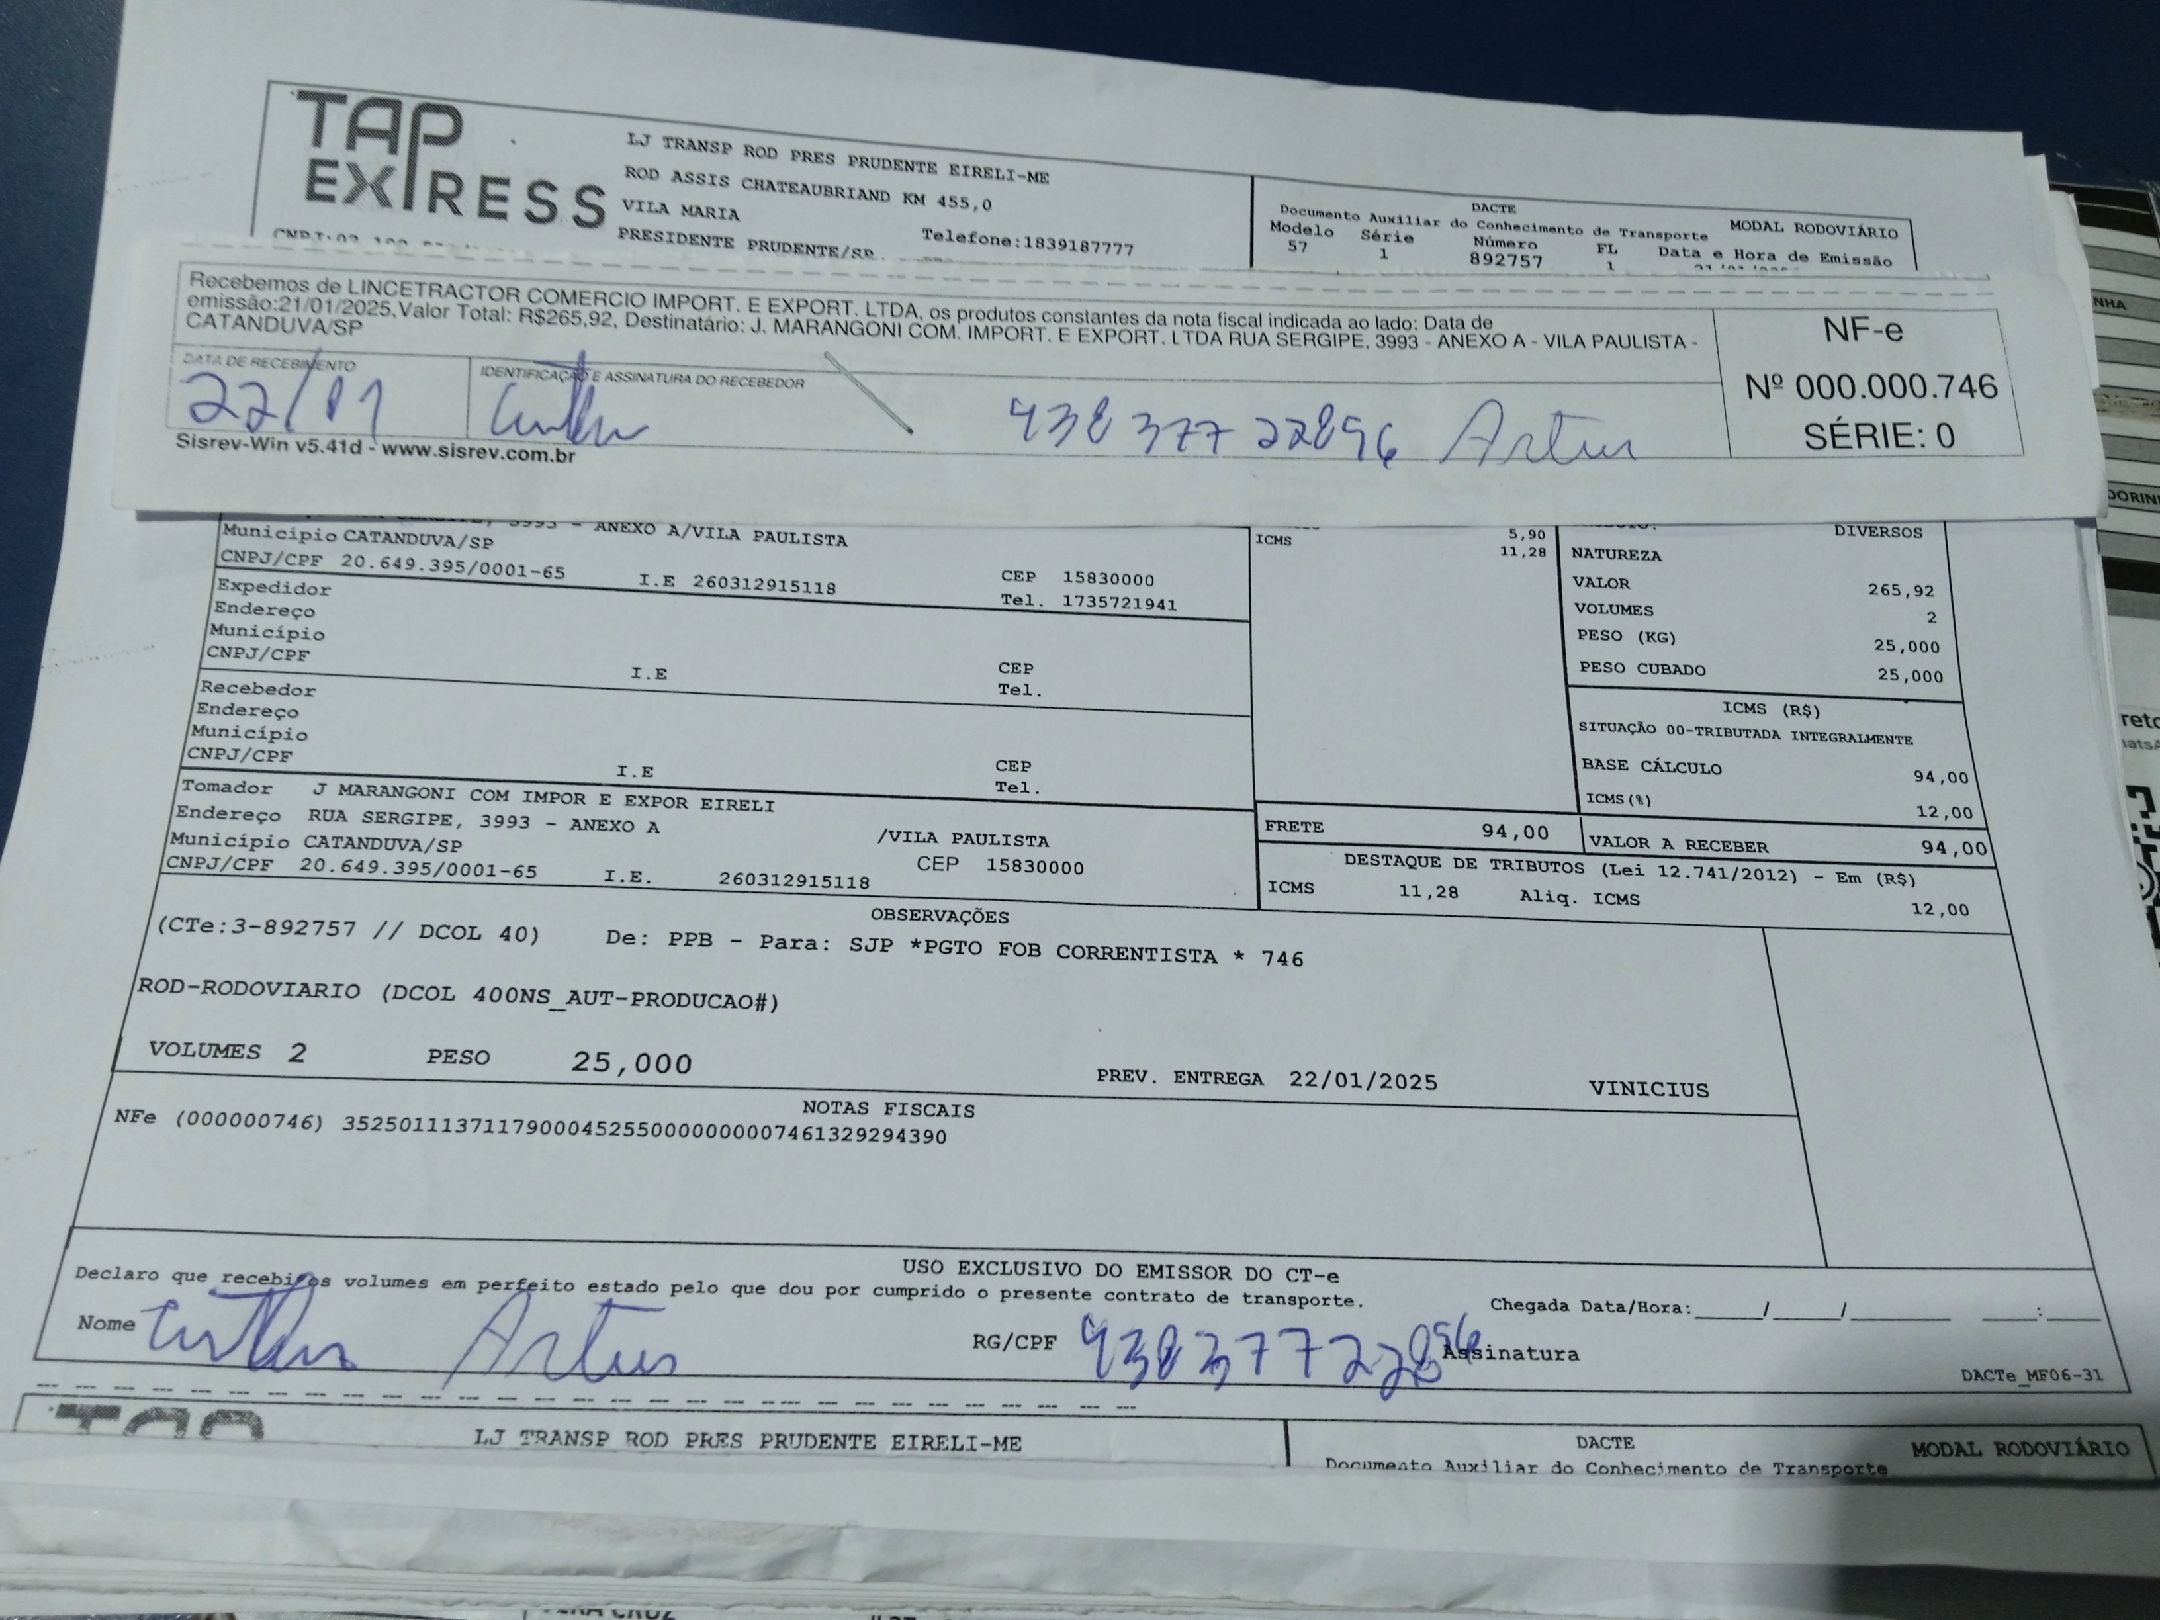 TAP
EXPRESS
LJ TRANSP ROD PRES PRUDENTE EIRELI-ME
ROD ASSIS CHATEAUBRIAND KM 455,0
VILA MARIA
PRESIDENTE PRUDENTE/SP
Telefone:1839187777
DACTE
Documento Auxiliar do Conhecimento de Transporte
MODAL RODOVIÁRIO
Modelo Série Número FL Data e Hora de Emissão
57 1 892757 1
Recebemos de LINCETRACTOR COMERCIO IMPORT. E EXPORT. LTDA, os produtos constantes da nota fiscal indicada ao lado: Data de
emissão:21/01/2025,Valor Total: R$265,92, Destinatário: J. MARANGONI COM. IMPORT. E EXPORT. LTDA RUA SERGIPE, 3993 - ANEXO A - VILA PAULISTA -
CATANDUVA/SP
NF-e
Nº 000.000.746
SÉRIE: 0
DATA DE RECEBIMENTO
IDENTIFICAÇÃO E ASSINATURA DO RECEBEDOR
22/01
43837722896 Artur
Sisrev-Win v5.41d - www.sisrev.com.br
3993 - ANEXO A/VILA PAULISTA
Município CATANDUVA/SP
CNPJ/CPF 20.649.395/0001-65 I.E 260312915118
CEP 15830000
Tel. 1735721941
Expedidor
Endereço
Município
CNPJ/CPF
I.E
CEP
Tel.
Recebedor
Endereço
Município
CNPJ/CPF
I.E
CEP
Tel.
Tomador J MARANGONI COM IMPOR E EXPOR EIRELI
Endereço RUA SERGIPE, 3993 - ANEXO A /VILA PAULISTA
Município CATANDUVA/SP CEP 15830000
CNPJ/CPF 20.649.395/0001-65 I.E. 260312915118
5,90
ICMS 11,28
DIVERSOS
NATUREZA
VALOR 265,92
VOLUMES 2
PESO (KG) 25,000
PESO CUBADO 25,000
ICMS (R$)
SITUAÇÃO 00-TRIBUTADA INTEGRALMENTE
BASE CÁLCULO 94,00
ICMS(%) 12,00
FRETE 94,00
VALOR A RECEBER 94,00
DESTAQUE DE TRIBUTOS (Lei 12.741/2012) - Em (R$)
ICMS 11,28 Aliq. ICMS 12,00
OBSERVAÇÕES
(CTe:3-892757 // DCOL 40) De: PPB - Para: SJP *PGTO FOB CORRENTISTA * 746
ROD-RODOVIARIO (DCOL 400NS_AUT-PRODUCAO#)
VOLUMES 2 PESO 25,000
PREV. ENTREGA 22/01/2025 VINICIUS
NOTAS FISCAIS
NFe (000000746)
USO EXCLUSIVO DO EMISSOR DO CT-e
Declaro que recebi os volumes em perfeito estado pelo que dou por cumprido o presente contrato de transporte.
Chegada Data/Hora:_____/_____/_______ ____:____
Nome Artur
RG/CPF 43837722896
Assinatura
DACTe_MF06-31
LJ TRANSP ROD PRES PRUDENTE EIRELI-ME
DACTE
Documento Auxiliar do Conhecimento de Transporte
MODAL RODOVIÁRIO